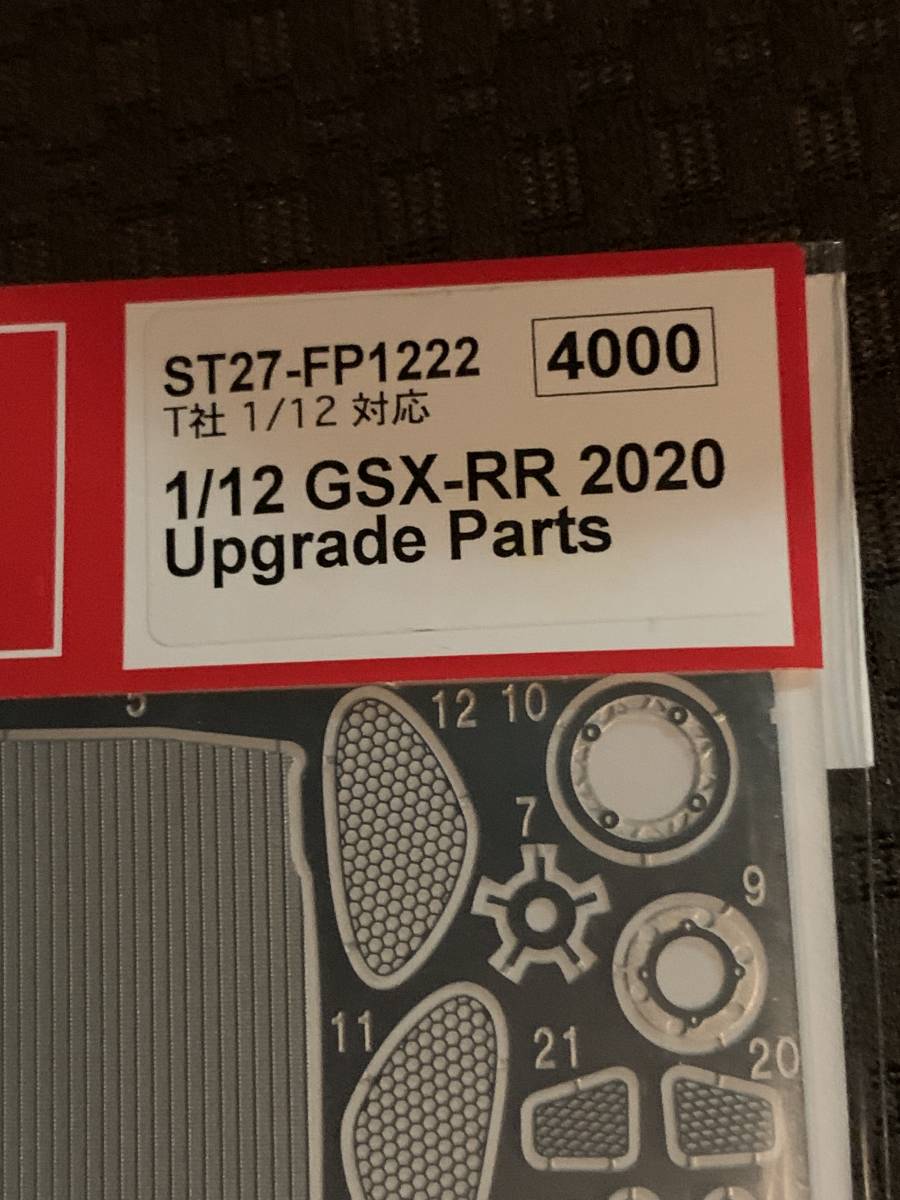 ST27-FP1222
4000
T社 1/12 対応
1/12 GSX-RR 2020
Upgrade Parts
5
12
10
7
9
11
21
20